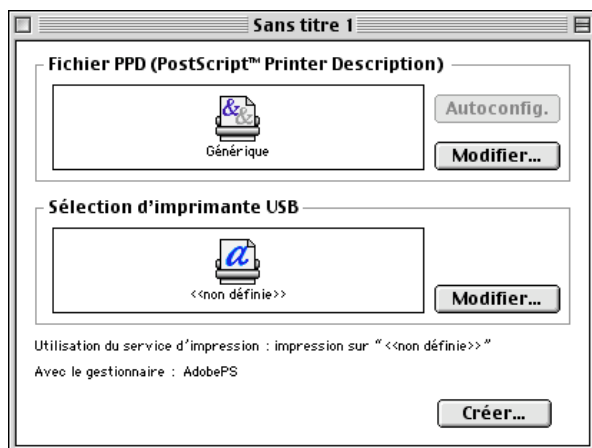 Sans titre 1
Fichier PPD (PostScript™ Printer Description)
Générique
Autoconfig.
Modifier...
Sélection d'imprimante USB
<<non définie>>
Modifier...
Utilisation du service d'impression : impression sur "<<non définie>>"
Avec le gestionnaire : AdobePS
Créer...